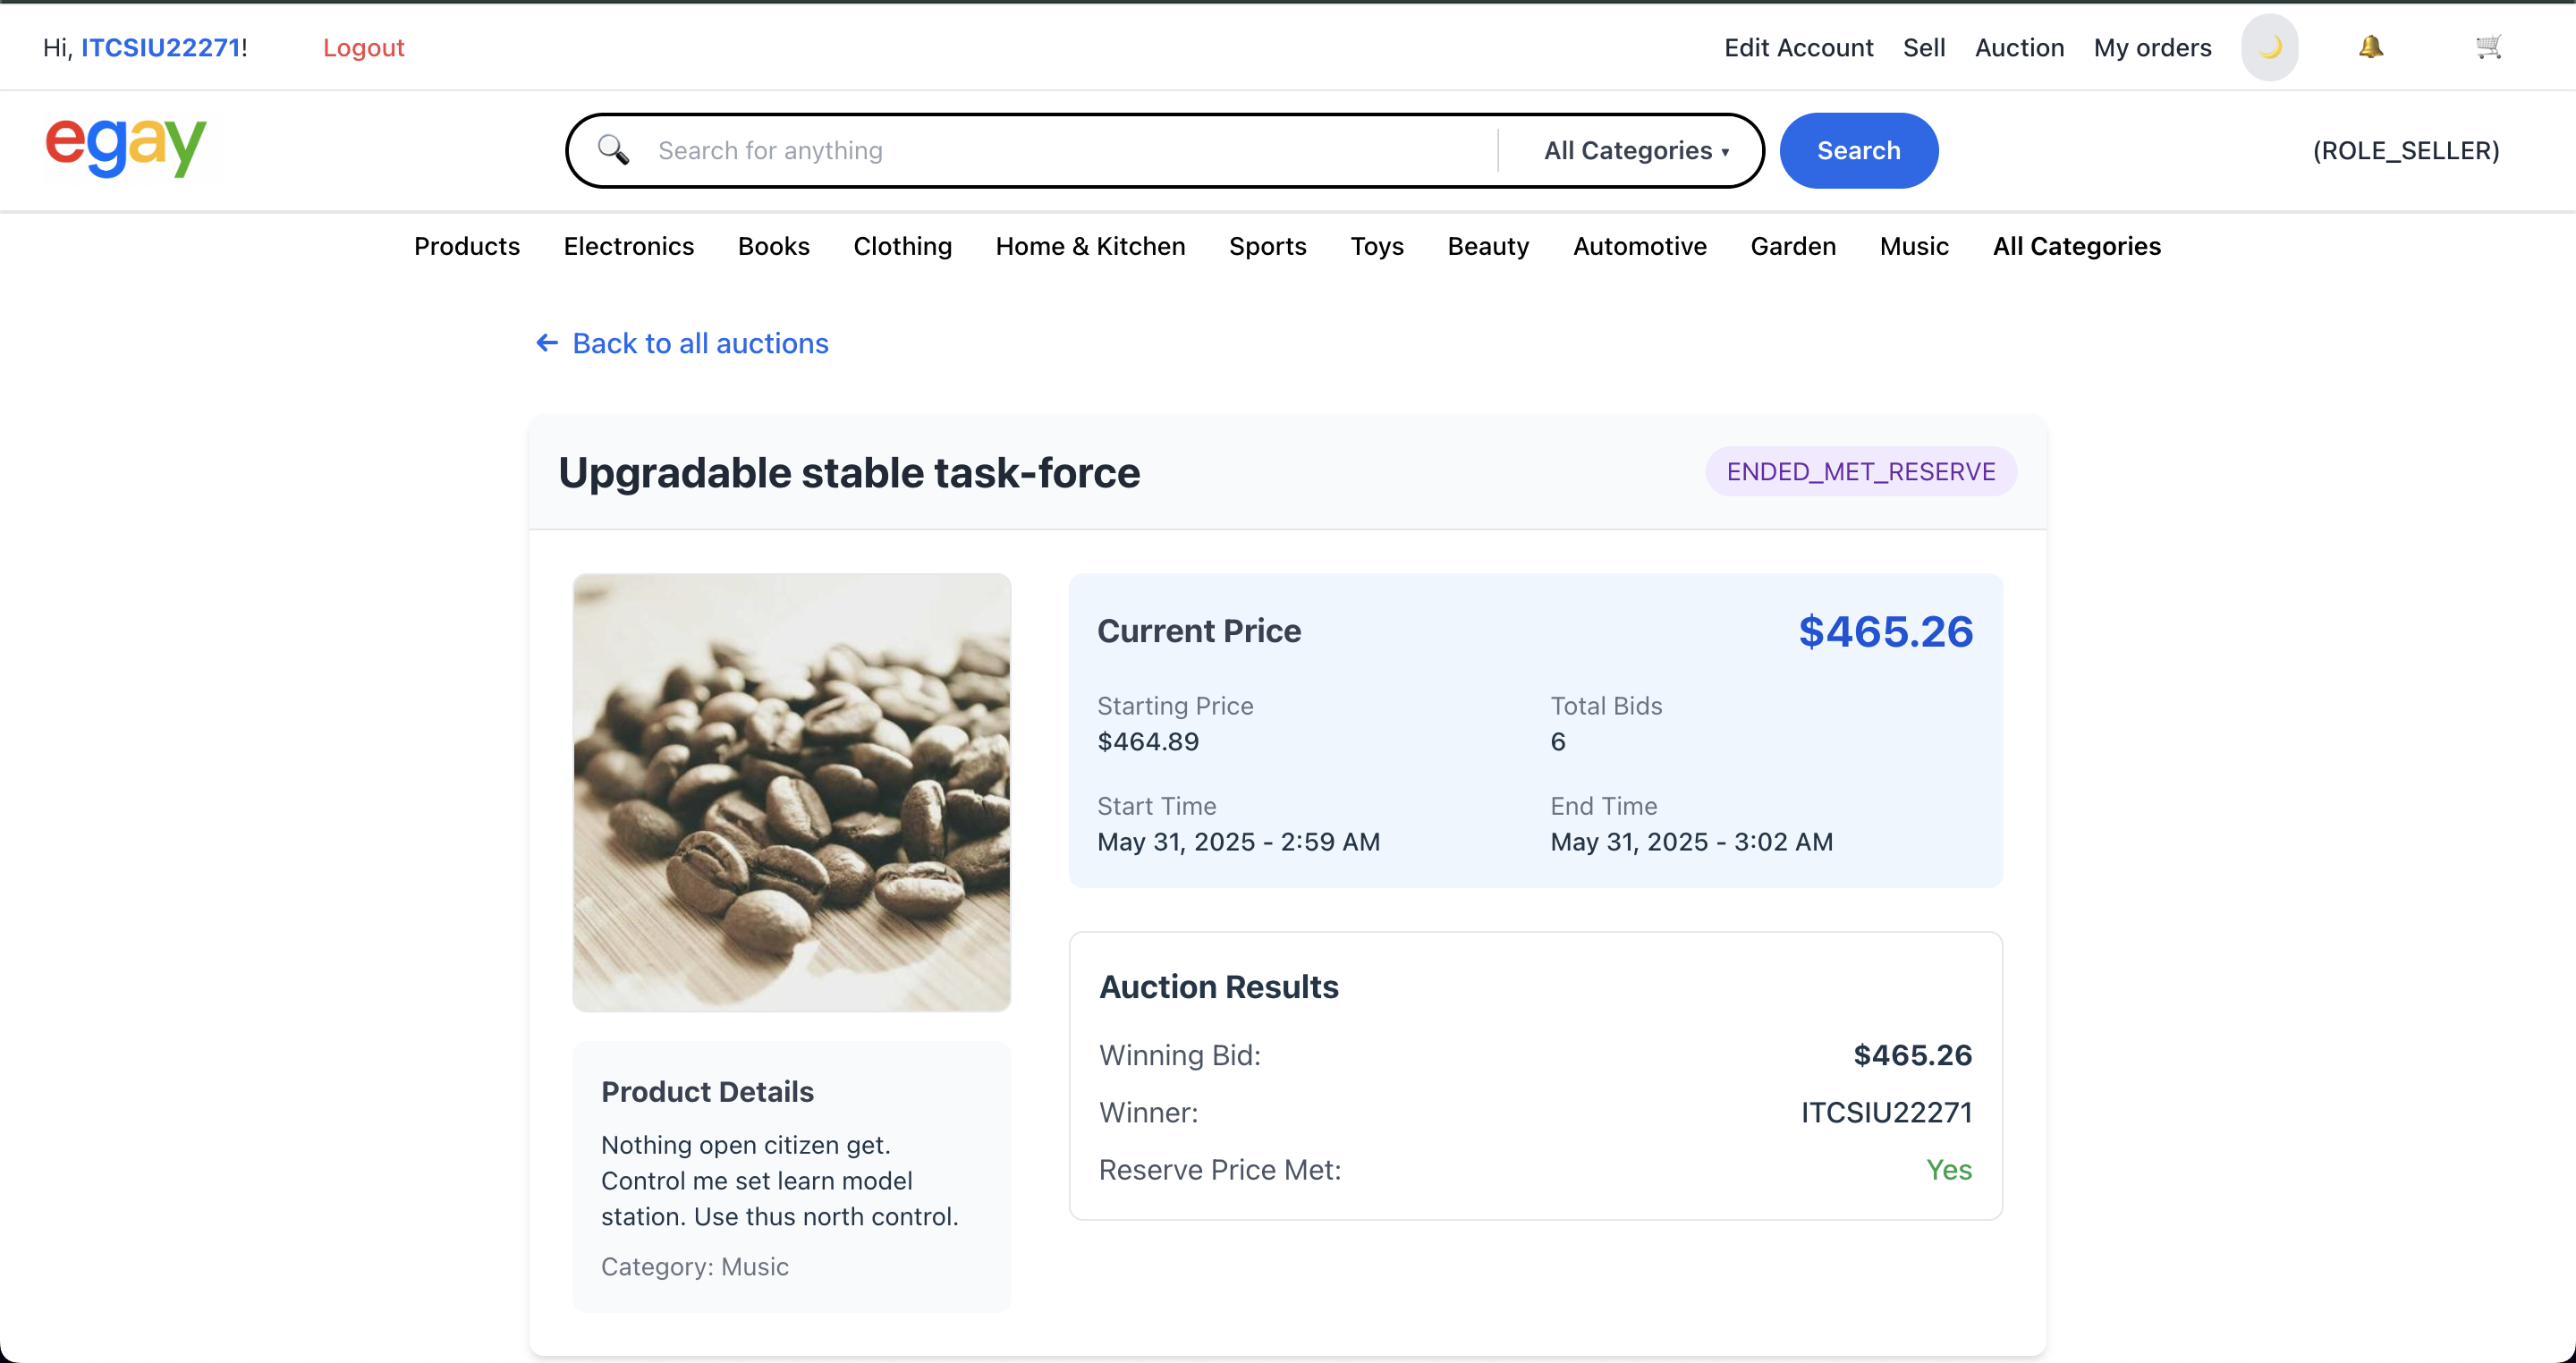 Hi, ITCSIU22271!
Logout
Edit Account
Sell
Auction
My orders
egay
Search for anything
All Categories ▾
Search
(ROLE_SELLER)
Products
Electronics
Books
Clothing
Home & Kitchen
Sports
Toys
Beauty
Automotive
Garden
Music
All Categories
← Back to all auctions
Upgradable stable task-force
ENDED_MET_RESERVE
Current Price
$465.26
Starting Price
$464.89
Total Bids
6
Start Time
May 31, 2025 - 2:59 AM
End Time
May 31, 2025 - 3:02 AM
Auction Results
Winning Bid:
$465.26
Winner:
ITCSIU22271
Reserve Price Met:
Yes
Product Details
Nothing open citizen get.
Control me set learn model
station. Use thus north control.
Category: Music